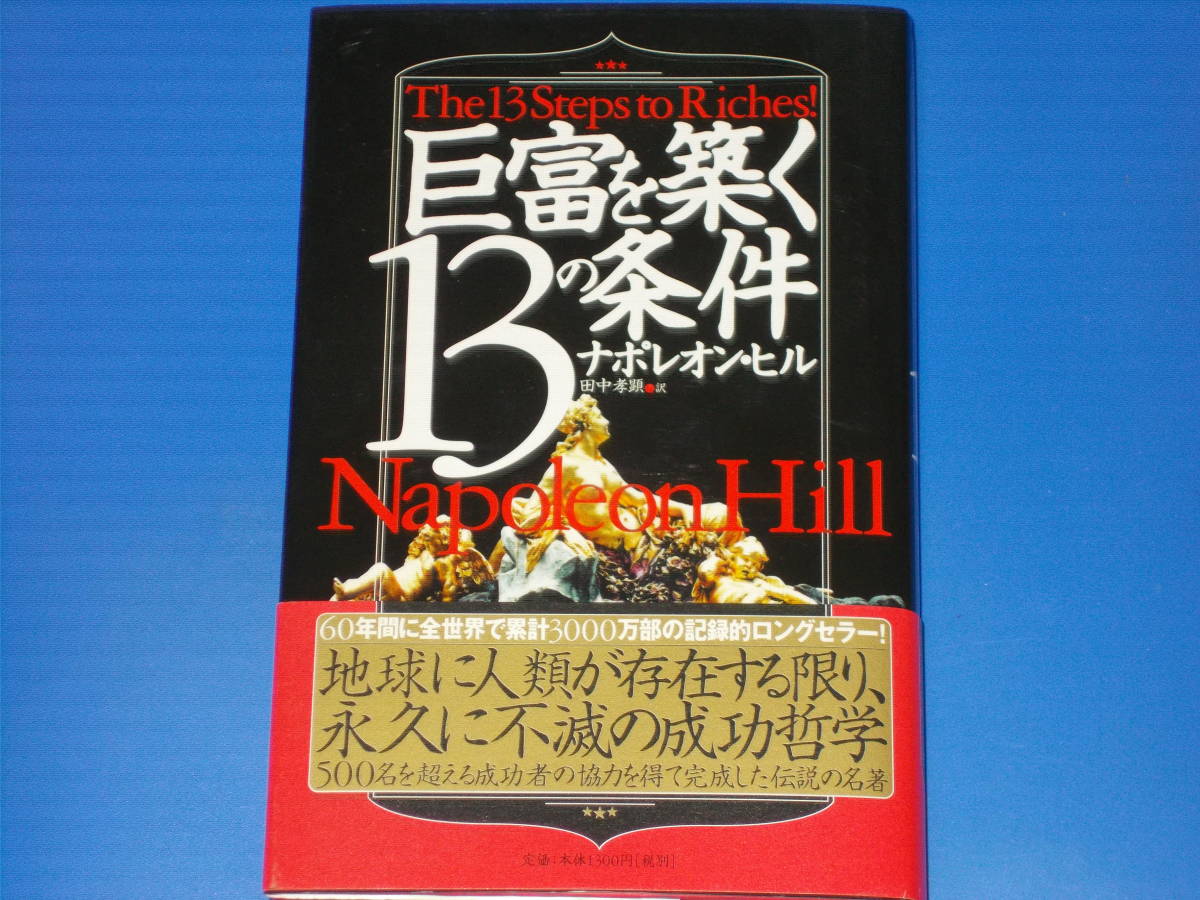 The 13 Steps to Riches!
巨富を築く
13の条件
ナポレオン・ヒル
田中孝顕●訳
Napoleon Hill
60年間に全世界で累計3000万部の記録的ロングセラー!
地球に人類が存在する限り、
永久に不滅の成功哲学
500名を超える成功者の協力を得て完成した伝説の名著
定価:本体1300円[税別]